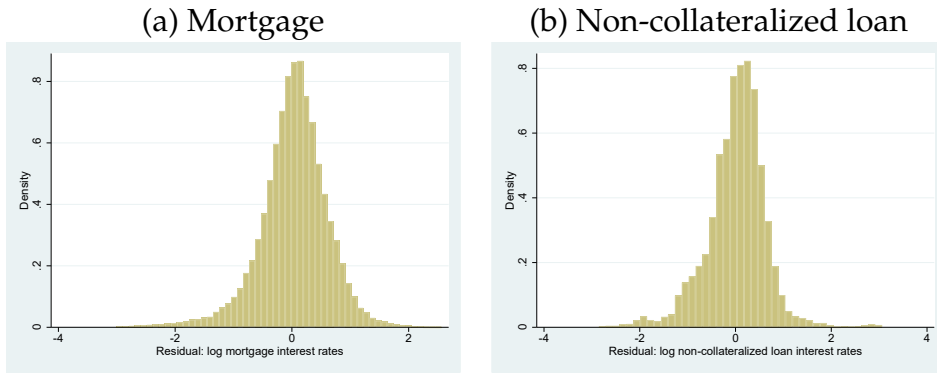 (a) Mortgage
Density
0 .2 .4 .6 .8
-4 -2 0 2
Residual: log mortgage interest rates
(b) Non-collateralized loan
Density
0 .2 .4 .6 .8
-4 -2 0 2 4
Residual: log non-collateralized loan interest rates